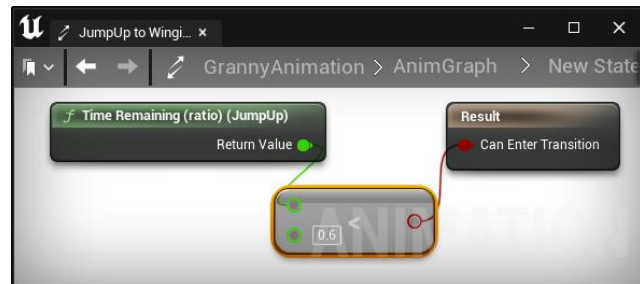 JumpUp to Wingi...
GrannyAnimation > AnimGraph > New State
f Time Remaining (ratio) (JumpUp)
Return Value
Result
Can Enter Transition
<
0.6
ANIMATION